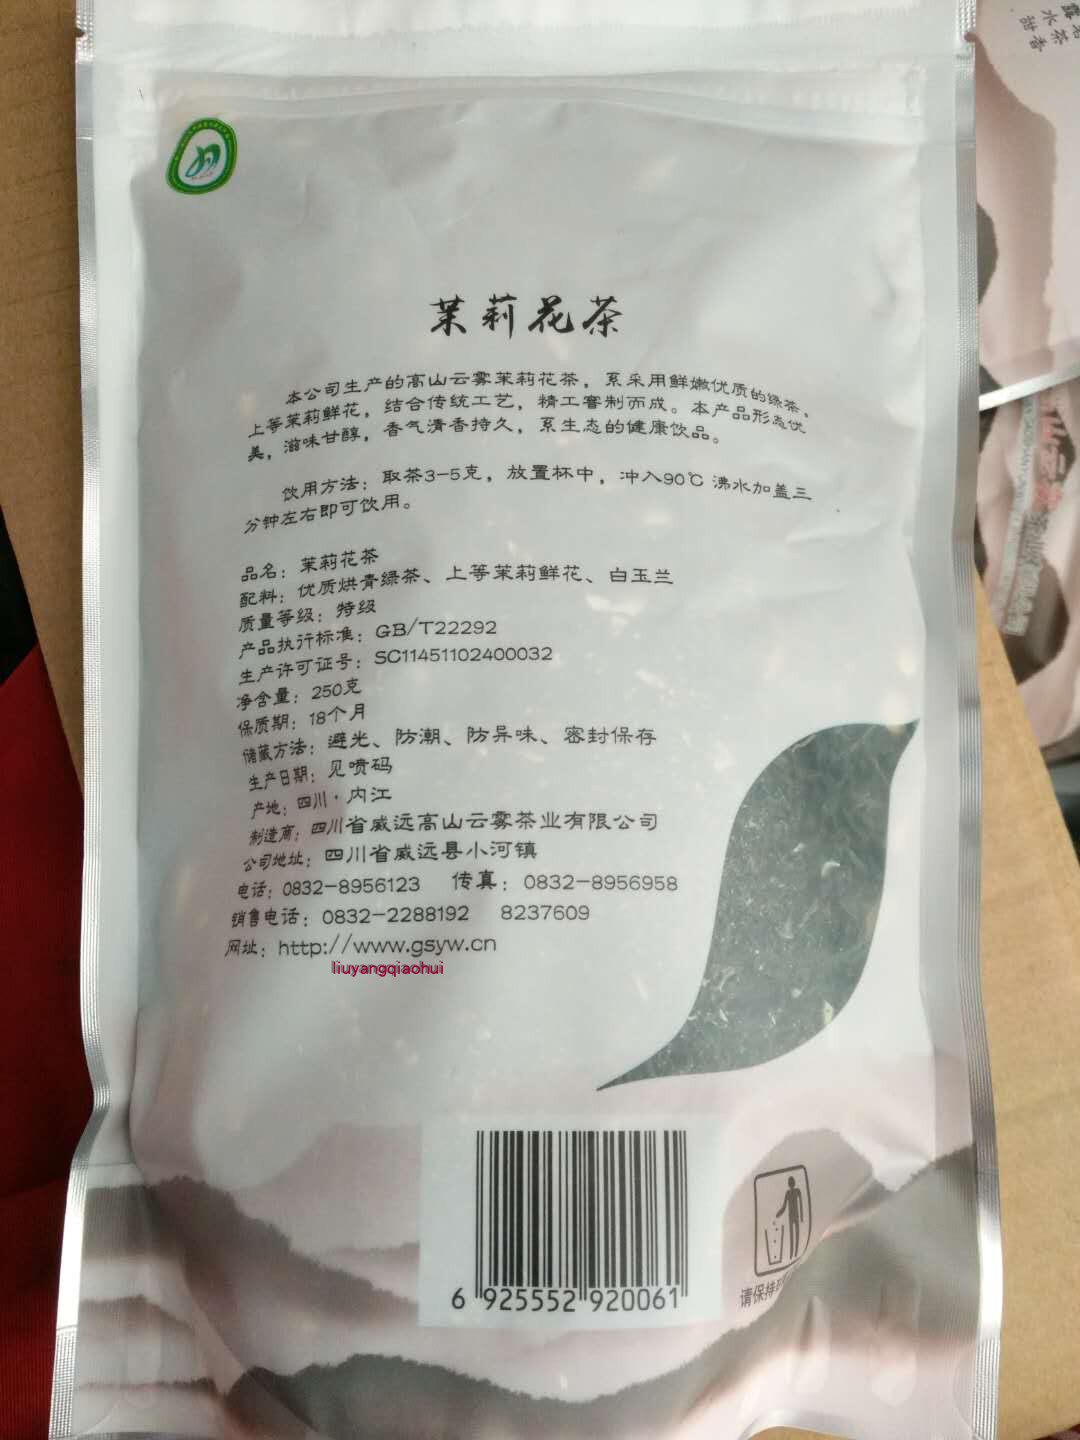 茉莉花茶
本公司生产的高山云雾茉莉花茶，系采用鲜嫩优质的绿茶，
上等茉莉鲜花，结合传统工艺，精工窨制而成。本产品形态优
美，滋味甘醇，香气清香持久，系生态的健康饮品。
饮用方法：取茶3-5克，放置杯中，冲入90℃沸水加盖三
分钟左右即可饮用。
品名：茉莉花茶
配料：优质烘青绿茶、上等茉莉鲜花、白玉兰
质量等级：特级
产品执行标准：GB/T22292
生产许可证号：SC11451102400032
净含量：250克
保质期：18个月
储藏方法：避光、防潮、防异味、密封保存
生产日期：见喷码
产地：四川·内江
制造商：四川省威远高山云雾茶业有限公司
公司地址：四川省威远县小河镇
电话：0832-8956123 传真：0832-8956958
销售电话：0832-2288192 8237609
网址：http://www.gsyw.cn
liuyangqiaohui
6 925552 920061
请保持